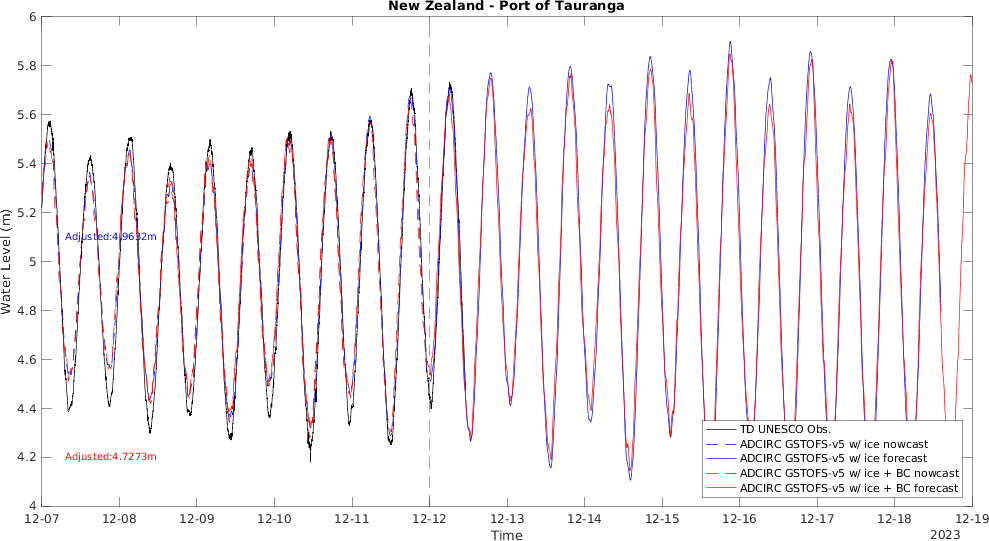 New Zealand - Port of Tauranga
6
5.8
5.6
5.4
5.2
5
4.8
4.6
4.4
4.2
4
Water Level (m)
Adjusted:4.9632m
Adjusted:4.7273m
TD UNESCO Obs.
ADCIRC GSTOFS-v5 w/ ice nowcast
ADCIRC GSTOFS-v5 w/ ice forecast
ADCIRC GSTOFS-v5 w/ ice + BC nowcast
ADCIRC GSTOFS-v5 w/ ice + BC forecast
12-07 12-08 12-09 12-10 12-11 12-12 12-13 12-14 12-15 12-16 12-17 12-18 12-19
Time
2023